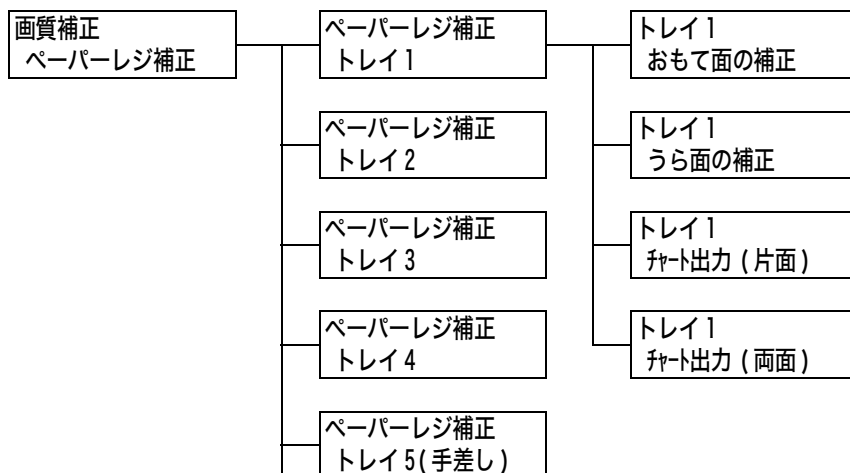 画質補正
ペーパーレジ補正
ペーパーレジ補正
トレイ1
トレイ1
おもて面の補正
ペーパーレジ補正
トレイ2
トレイ1
うら面の補正
ペーパーレジ補正
トレイ3
トレイ1
ﾁｬｰﾄ出力(片面)
ペーパーレジ補正
トレイ4
トレイ1
ﾁｬｰﾄ出力(両面)
ペーパーレジ補正
トレイ5(手差し)